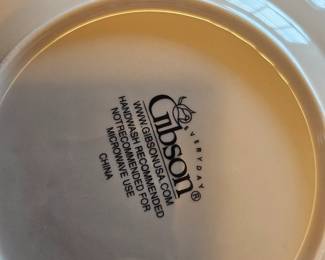 EVERYDAY
Gibson®
WWW.GIBSONUSA.COM
HANDWASH RECOMMENDED
NOT RECOMMENDED FOR
MICROWAVE USE
CHINA